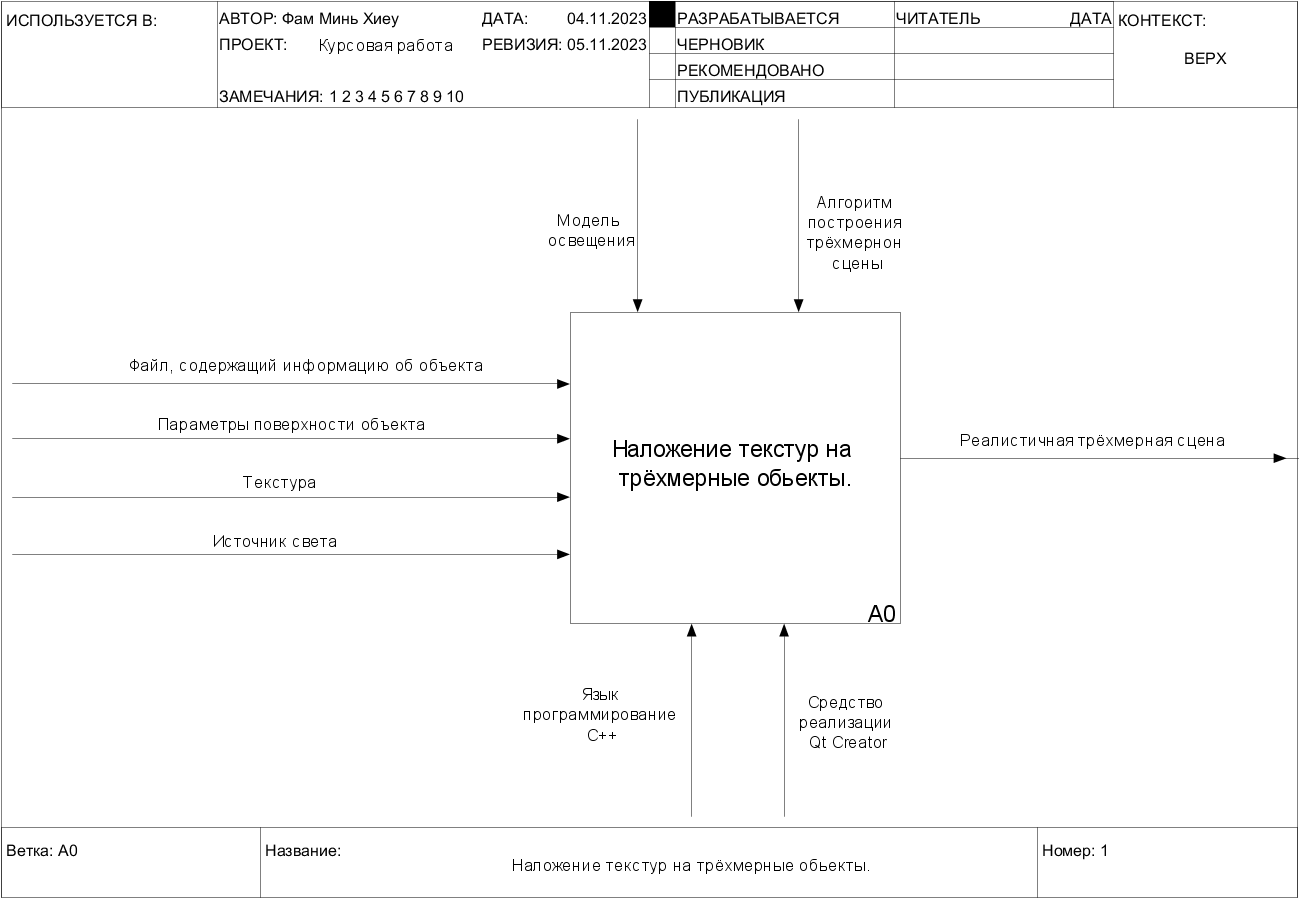 ИСПОЛЬЗУЕТСЯ В:
АВТОР: Фам Минь Хиеу
ДАТА: 04.11.2023
ПРОЕКТ: Курсовая работа
РЕВИЗИЯ: 05.11.2023
ЗАМЕЧАНИЯ: 1 2 3 4 5 6 7 8 9 10
РАЗРАБАТЫВАЕТСЯ
ЧЕРНОВИК
РЕКОМЕНДОВАНО
ПУБЛИКАЦИЯ
ЧИТАТЕЛЬ ДАТА
КОНТЕКСТ:
ВЕРХ
Модель
освещения
Алгоритм
построения
трёхмернон
сцены
Файл, содержащий информацию об объекта
Параметры поверхности объекта
Текстура
Источник света
Наложение текстур на
трёхмерные обьекты.
A0
Реалистичная трёхмерная сцена
Язык
программирование
C++
Средство
реализации
Qt Creator
Ветка: A0
Название:
Наложение текстур на трёхмерные обьекты.
Номер: 1